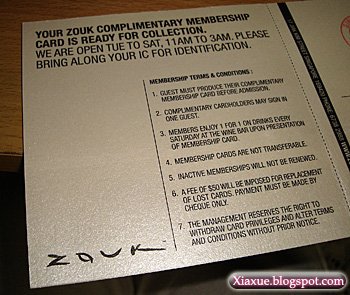 YOUR ZOUK COMPLIMENTARY MEMBERSHIP
CARD IS READY FOR COLLECTION.
WE ARE OPEN TUE TO SAT, 11AM TO 3AM. PLEASE
BRING ALONG YOUR IC FOR IDENTIFICATION.
MEMBERSHIP TERMS & CONDITIONS :
1. GUEST MUST PRODUCE THEIR COMPLIMENTARY
MEMBERSHIP CARD BEFORE ADMISSION.
2. COMPLIMENTARY CARDHOLDERS MAY SIGN IN
ONE GUEST.
3. MEMBERS ENJOY 1 FOR 1 ON DRINKS EVERY
SATURDAY AT THE WINE BAR UPON PRESENTATION
OF MEMBERSHIP CARD.
4. MEMBERSHIP CARDS ARE NOT TRANSFERABLE.
5. INACTIVE MEMBERSHIPS WILL NOT BE RENEWED.
6. A FEE OF $50 WILL BE IMPOSED FOR REPLACEMENT
OF LOST CARDS. PAYMENT MUST BE MADE BY
CHEQUE ONLY.
7. THE MANAGEMENT RESERVES THE RIGHT TO
WITHDRAW CARD PRIVILEGES AND ALTER TERMS
AND CONDITIONS WITHOUT PRIOR NOTICE.
ZOUK
Xiaxue.blogspot.com